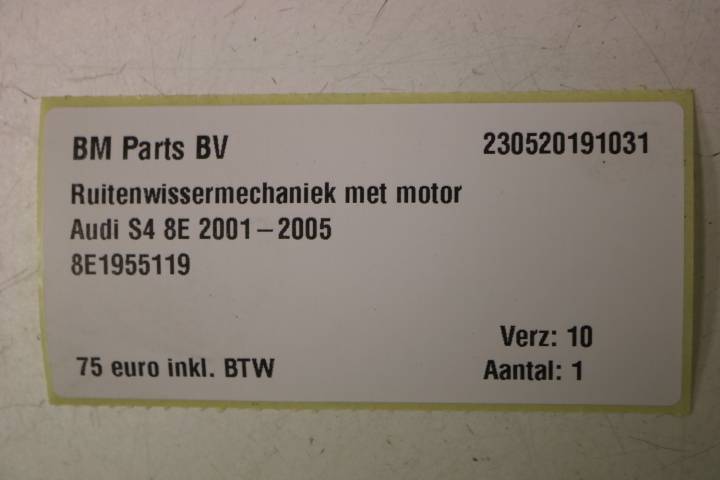 BM Parts BV 230520191031
Ruitenwissermechaniek met motor
Audi S4 8E 2001–2005
8E1955119
Verz: 10
75 euro inkl. BTW Aantal: 1